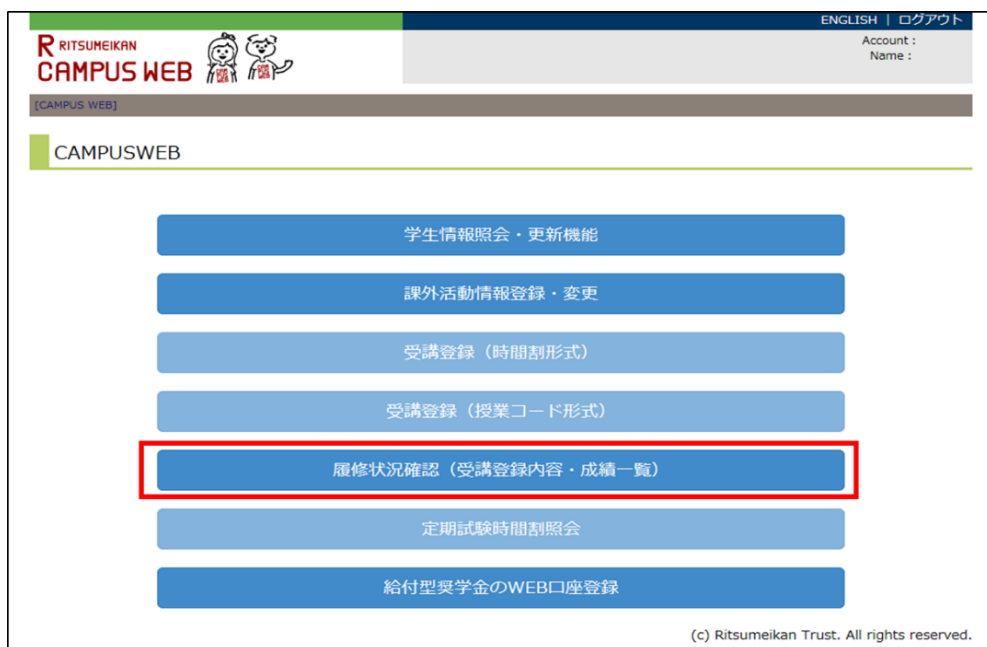 ENGLISH | ログアウト
R RITSUMEIKAN
CAMPUS WEB
Account :
Name :
[CAMPUS WEB]
CAMPUSWEB
学生情報照会・更新機能
課外活動情報登録・変更
受講登録（時間割形式）
受講登録（授業コード形式）
履修状況確認（受講登録内容・成績一覧）
定期試験時間割照会
給付型奨学金のWEB口座登録
(c) Ritsumeikan Trust. All rights reserved.